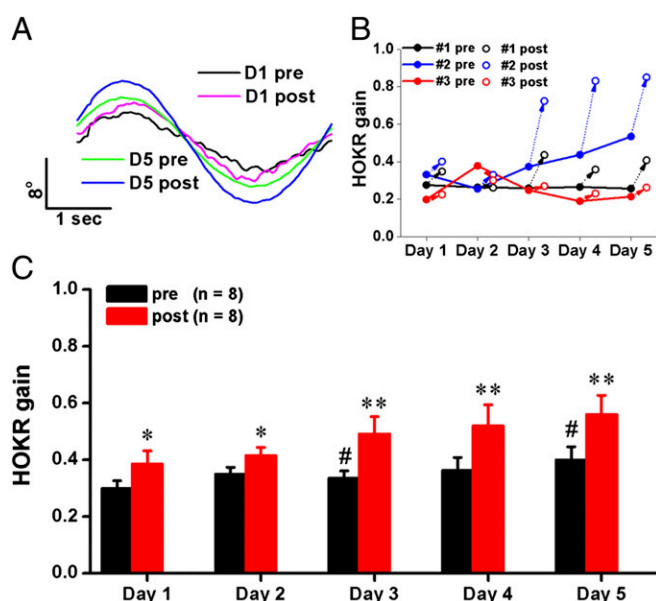 A
D1 pre
D1 post
D5 pre
D5 post
8°
1 sec
B
HOKR gain
1.0
0.8
0.6
0.4
0.2
0.0
#1 pre #1 post
#2 pre #2 post
#3 pre #3 post
Day 1 Day 2 Day 3 Day 4 Day 5
C
HOKR gain
1.0
0.8
0.6
0.4
0.2
0.0
pre (n = 8)
post (n = 8)
* * ** ** **
# #
Day 1 Day 2 Day 3 Day 4 Day 5